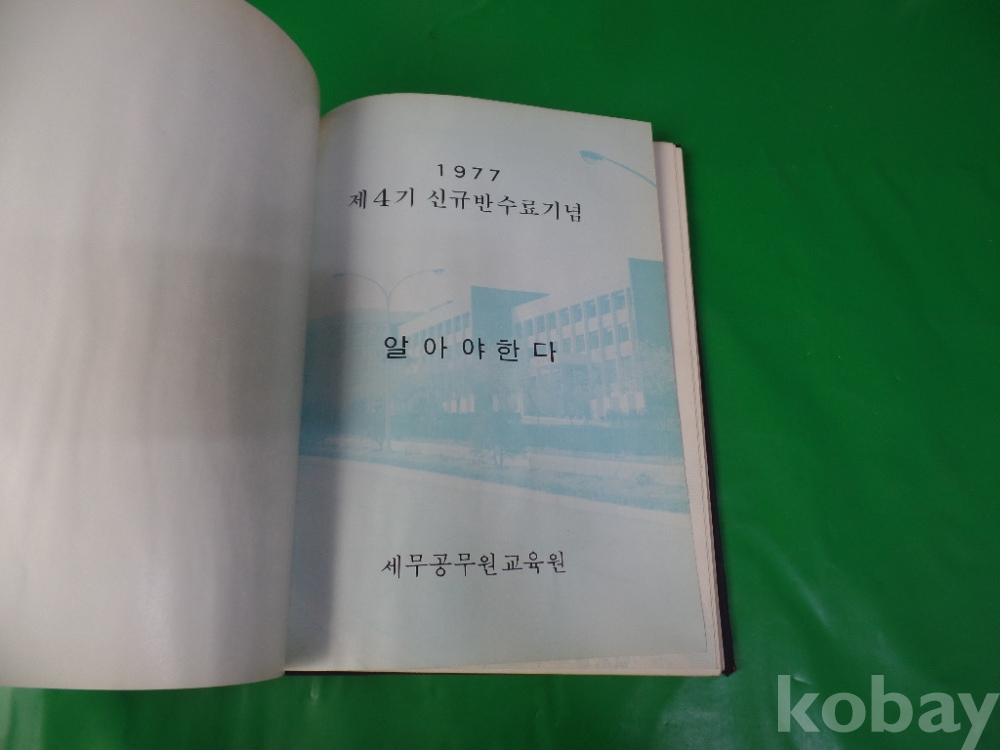 1977
제4기 신규반수료기념
알아야한다
세무공무원교육원
kobay